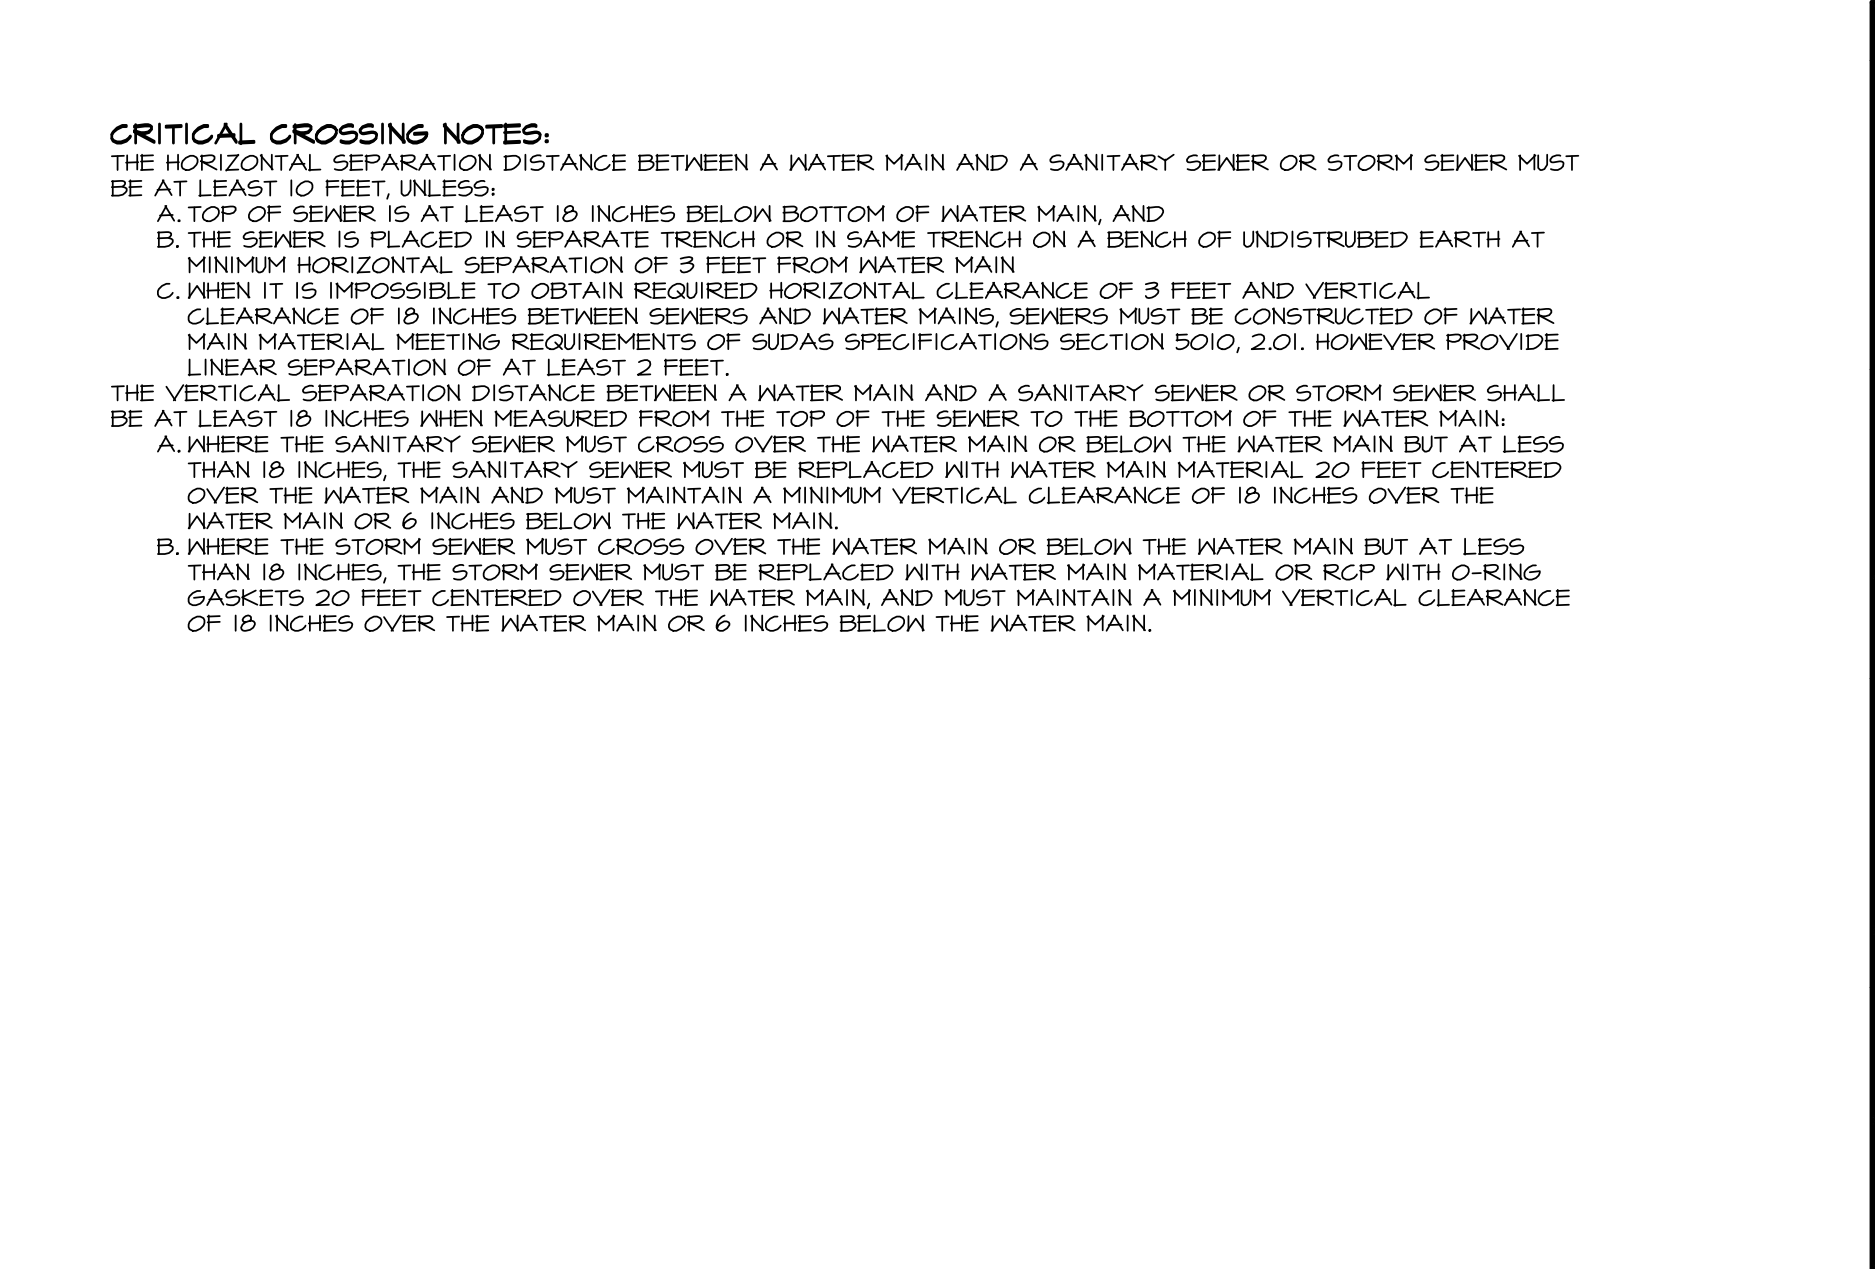 CRITICAL CROSSING NOTES:
THE HORIZONTAL SEPARATION DISTANCE BETWEEN A WATER MAIN AND A SANITARY SEWER OR STORM SEWER MUST
BE AT LEAST 10 FEET, UNLESS:
A. TOP OF SEWER IS AT LEAST 18 INCHES BELOW BOTTOM OF WATER MAIN, AND
B. THE SEWER IS PLACED IN SEPARATE TRENCH OR IN SAME TRENCH ON A BENCH OF UNDISTRUBED EARTH AT
MINIMUM HORIZONTAL SEPARATION OF 3 FEET FROM WATER MAIN
C. WHEN IT IS IMPOSSIBLE TO OBTAIN REQUIRED HORIZONTAL CLEARANCE OF 3 FEET AND VERTICAL
CLEARANCE OF 18 INCHES BETWEEN SEWERS AND WATER MAINS, SEWERS MUST BE CONSTRUCTED OF WATER
MAIN MATERIAL MEETING REQUIREMENTS OF SUDAS SPECIFICATIONS SECTION 5010, 2.01. HOWEVER PROVIDE
LINEAR SEPARATION OF AT LEAST 2 FEET.
THE VERTICAL SEPARATION DISTANCE BETWEEN A WATER MAIN AND A SANITARY SEWER OR STORM SEWER SHALL
BE AT LEAST 18 INCHES WHEN MEASURED FROM THE TOP OF THE SEWER TO THE BOTTOM OF THE WATER MAIN:
A. WHERE THE SANITARY SEWER MUST CROSS OVER THE WATER MAIN OR BELOW THE WATER MAIN BUT AT LESS
THAN 18 INCHES, THE SANITARY SEWER MUST BE REPLACED WITH WATER MAIN MATERIAL 20 FEET CENTERED
OVER THE WATER MAIN AND MUST MAINTAIN A MINIMUM VERTICAL CLEARANCE OF 18 INCHES OVER THE
WATER MAIN OR 6 INCHES BELOW THE WATER MAIN.
B. WHERE THE STORM SEWER MUST CROSS OVER THE WATER MAIN OR BELOW THE WATER MAIN BUT AT LESS
THAN 18 INCHES, THE STORM SEWER MUST BE REPLACED WITH WATER MAIN MATERIAL OR RCP WITH O-RING
GASKETS 20 FEET CENTERED OVER THE WATER MAIN, AND MUST MAINTAIN A MINIMUM VERTICAL CLEARANCE
OF 18 INCHES OVER THE WATER MAIN OR 6 INCHES BELOW THE WATER MAIN.